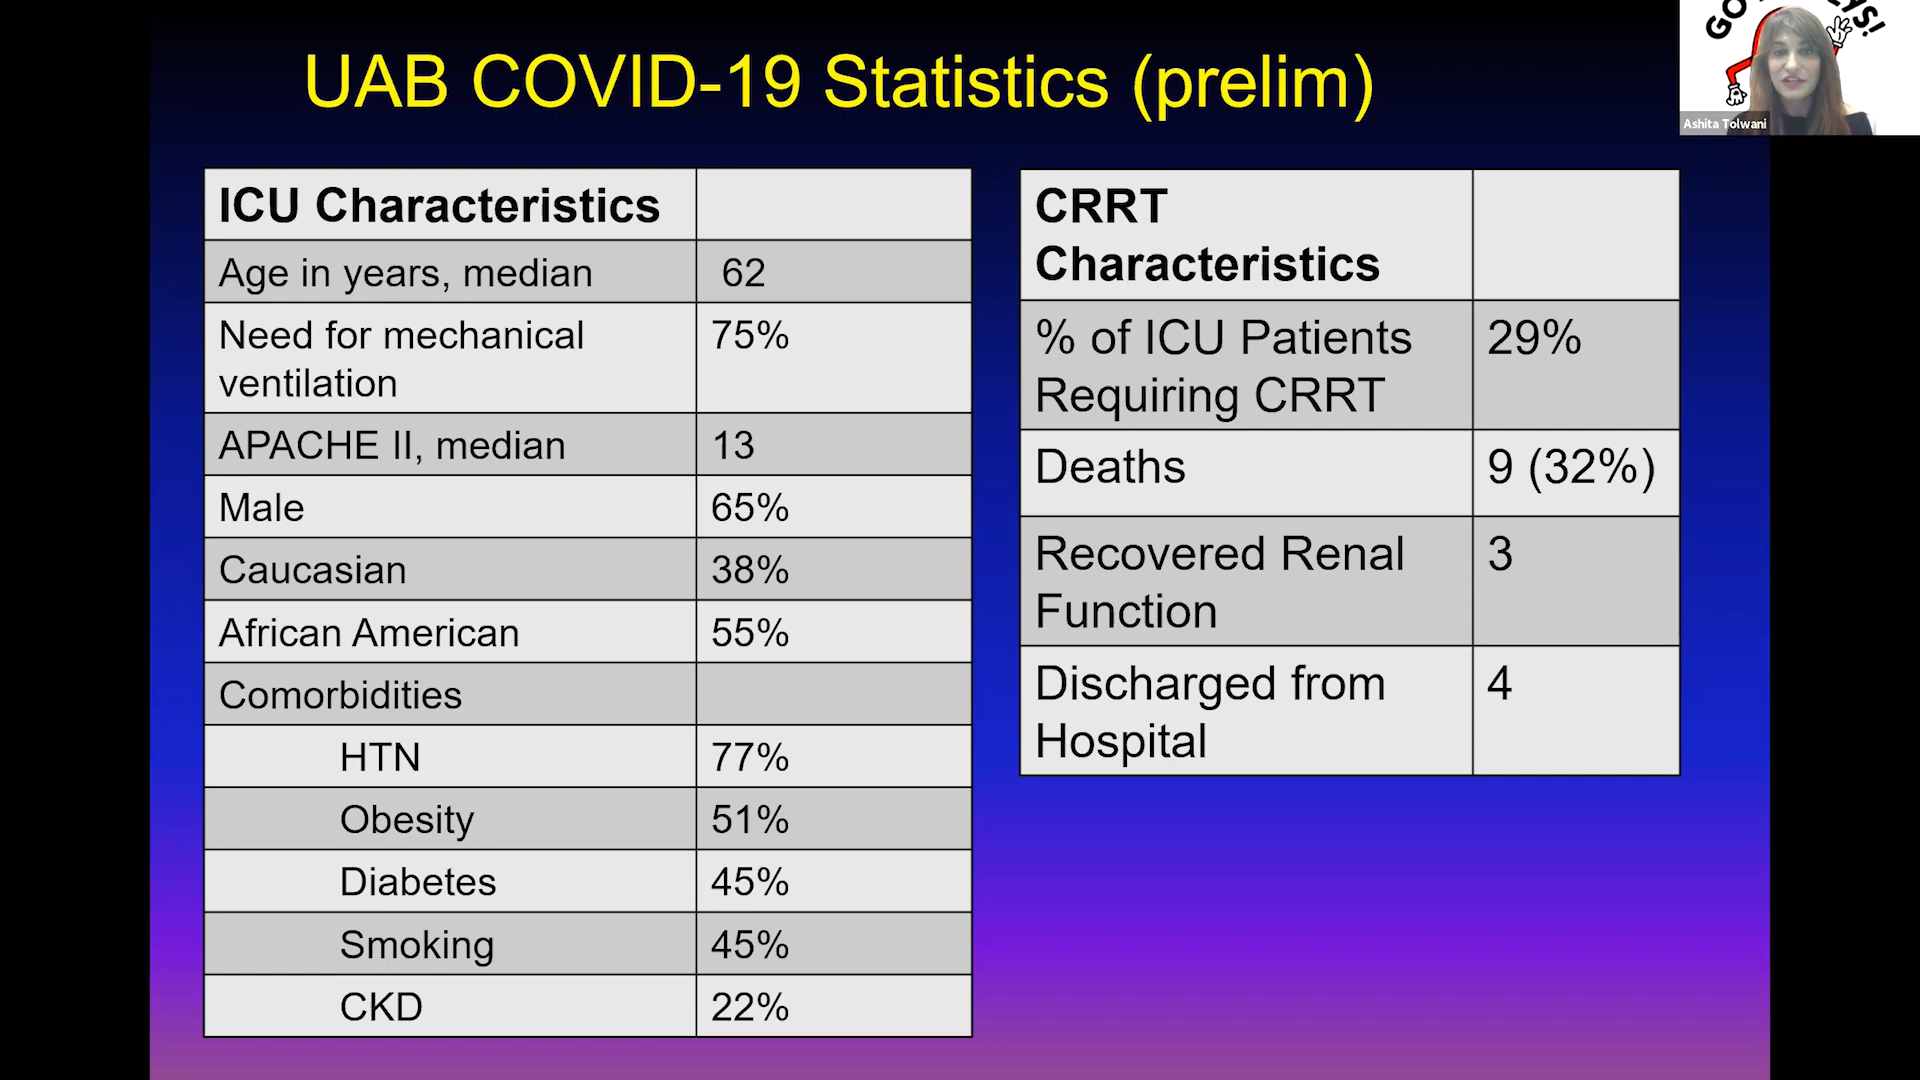 UAB COVID-19 Statistics (prelim)
GO
YS!
Ashita Tolwani
ICU Characteristics
Age in years, median 62
Need for mechanical
ventilation 75%
APACHE II, median 13
Male 65%
Caucasian 38%
African American 55%
Comorbidities
HTN 77%
Obesity 51%
Diabetes 45%
Smoking 45%
CKD 22%
CRRT
Characteristics
% of ICU Patients
Requiring CRRT 29%
Deaths 9 (32%)
Recovered Renal
Function 3
Discharged from
Hospital 4